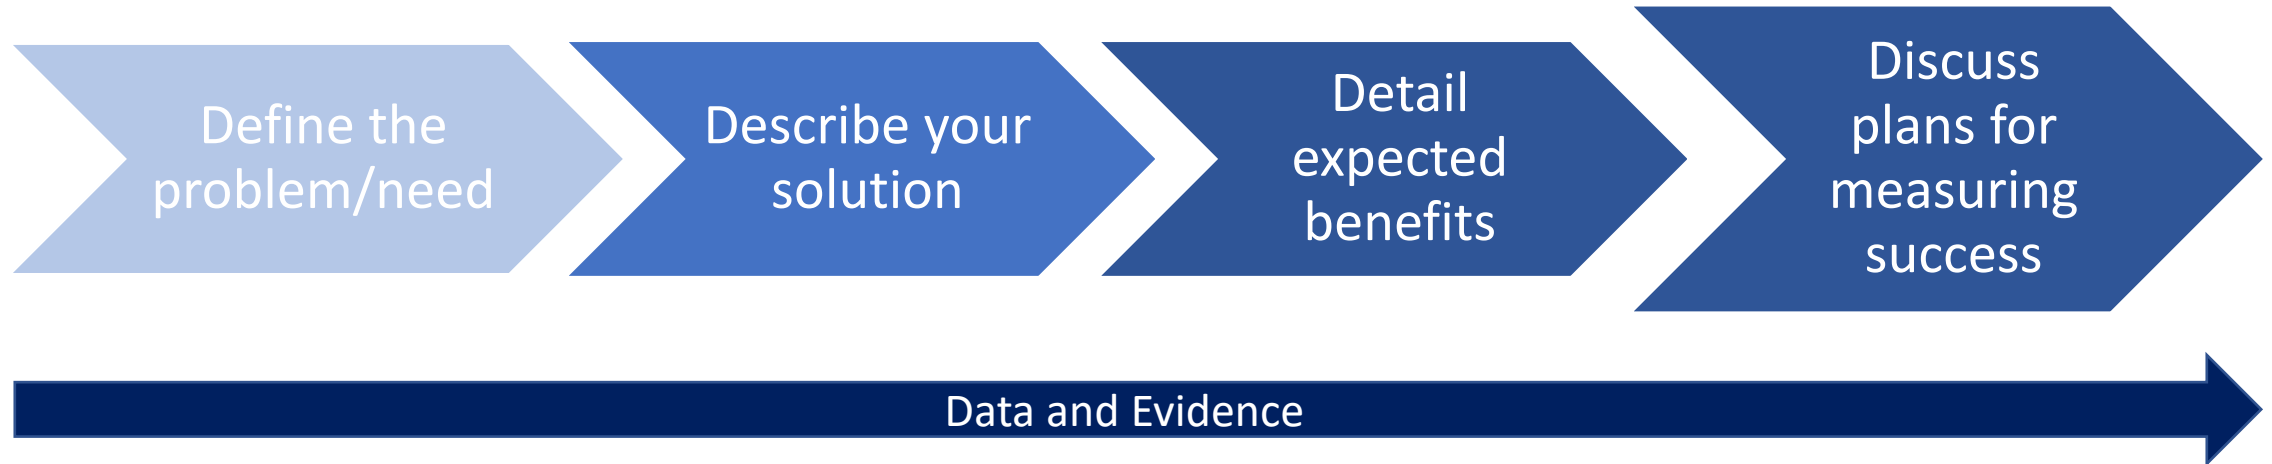 Define the
problem/need
Describe your
solution
Detail
expected
benefits
Discuss
plans for
measuring
success
Data and Evidence